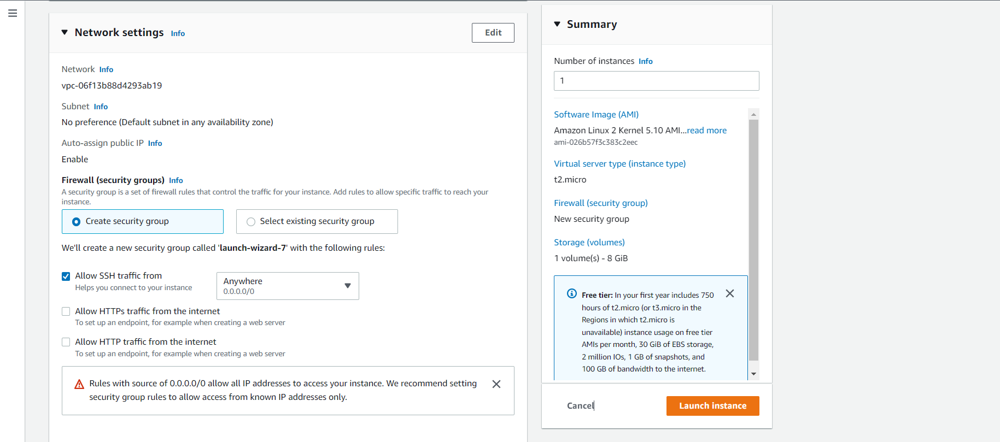 Network settings Info
Edit
Network Info
vpc-06f13b88d4293ab19
Subnet Info
No preference (Default subnet in any availability zone)
Auto-assign public IP Info
Enable
Firewall (security groups) Info
A security group is a set of firewall rules that control the traffic for your instance. Add rules to allow specific traffic to reach your
instance.
Create security group
Select existing security group
We'll create a new security group called 'launch-wizard-7' with the following rules:
Allow SSH traffic from
Helps you connect to your instance
Anywhere
0.0.0.0/0
Allow HTTPs traffic from the internet
To set up an endpoint, for example when creating a web server
Allow HTTP traffic from the internet
To set up an endpoint, for example when creating a web server
Rules with source of 0.0.0.0/0 allow all IP addresses to access your instance. We recommend setting
security group rules to allow access from known IP addresses only.
Summary
Number of instances Info
1
Software Image (AMI)
Amazon Linux 2 Kernel 5.10 AMI...read more
ami-026b57f3c383c2eec
Virtual server type (instance type)
t2.micro
Firewall (security group)
New security group
Storage (volumes)
1 volume(s) - 8 GiB
Free tier: In your first year includes 750
hours of t2.micro (or t3.micro in the
Regions in which t2.micro is
unavailable) instance usage on free tier
AMIs per month, 30 GiB of EBS storage,
2 million IOs, 1 GB of snapshots, and
100 GB of bandwidth to the internet.
Cancel
Launch instance